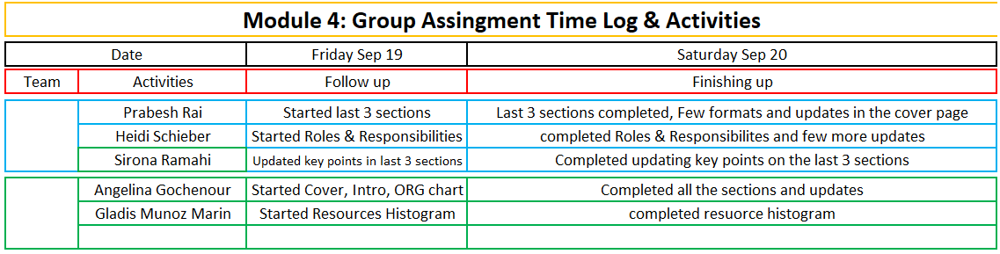 Module 4: Group Assingment Time Log & Activities
Date Friday Sep 19 Saturday Sep 20
Team Activities Follow up Finishing up
Prabesh Rai Started last 3 sections Last 3 sections completed, Few formats and updates in the cover page
Heidi Schieber Started Roles & Responsibilities completed Roles & Responsibilites and few more updates
Sirona Ramahi Updated key points in last 3 sections Completed updating key points on the last 3 sections
Angelina Gochenour Started Cover, Intro, ORG chart Completed all the sections and updates
Gladis Munoz Marin Started Resources Histogram completed resuorce histogram